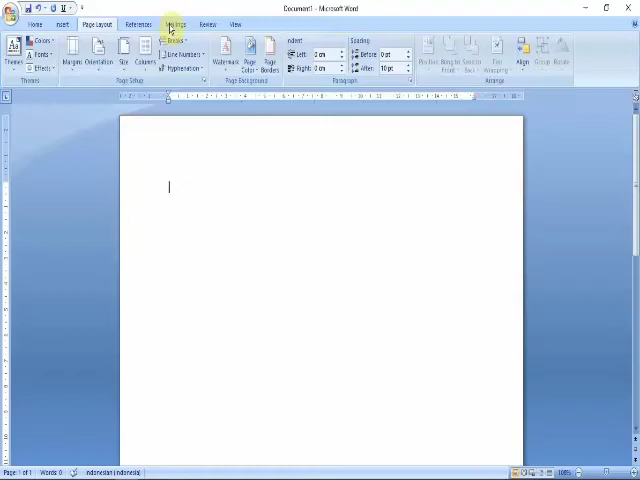 Document1 - Microsoft Word
Home Insert Page Layout References Mailings Review View
Themes Colors Fonts Effects Themes
Margins Orientation Size Columns Breaks Line Numbers Hyphenation Page Setup
Watermark Page Color Page Borders Page Background
Indent Left: 0 cm Right: 0 cm Spacing Before: 0 pt After: 10 pt Paragraph
Position Bring to Front Send to Back Text Wrapping Align Group Rotate Arrange
Page: 1 of 1 Words: 0 Indonesian (Indonesia)